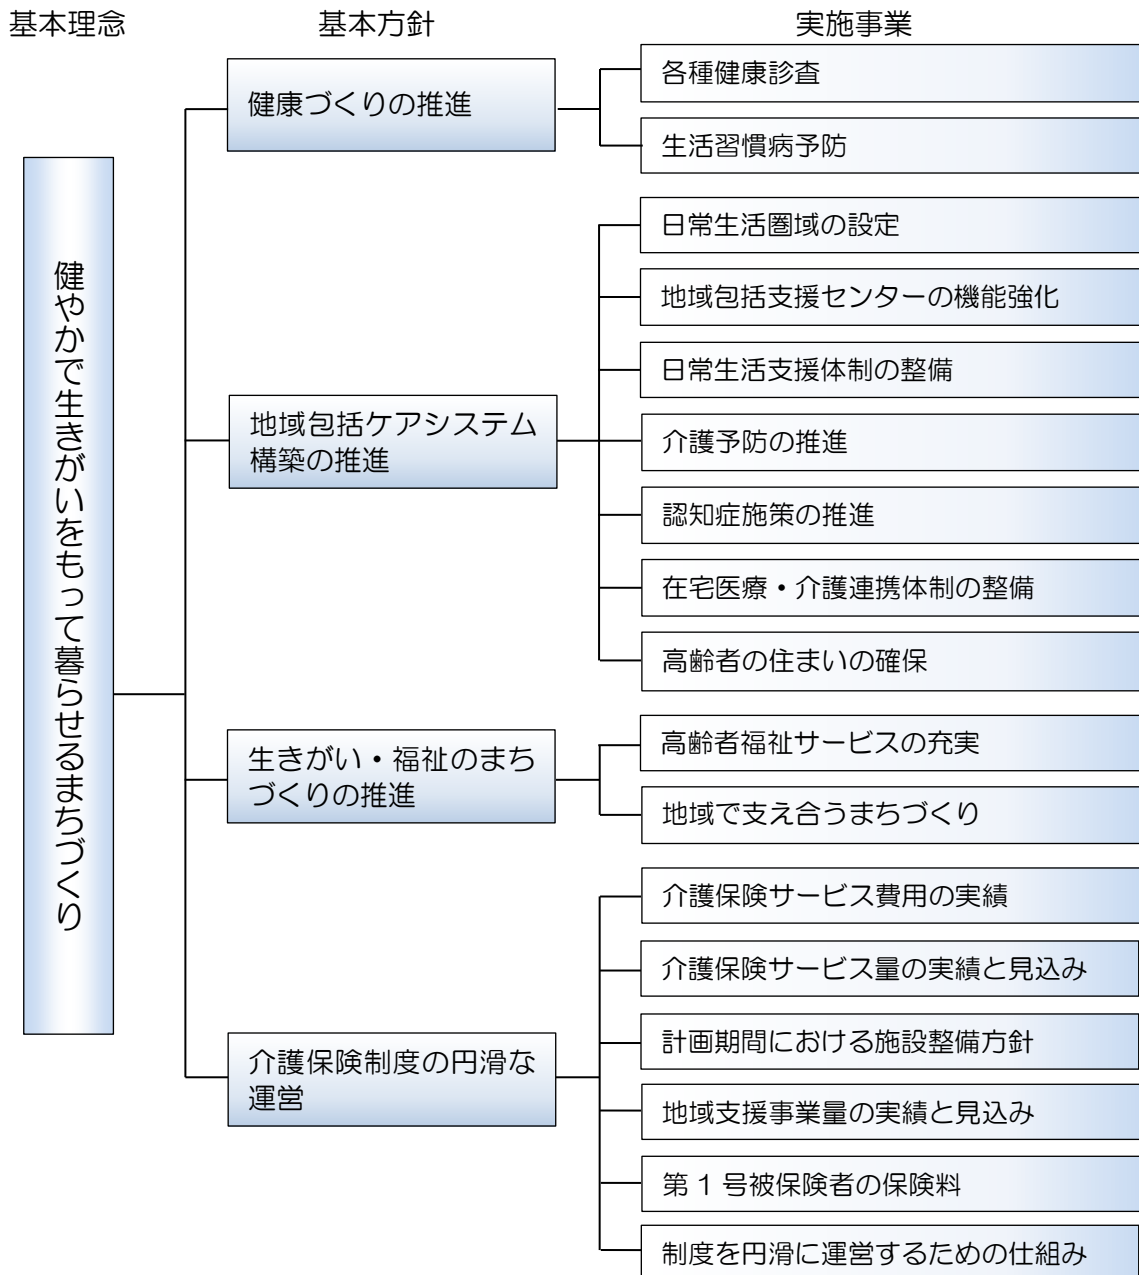 基本理念
基本方針
実施事業
健やかで生きがいをもって暮らせるまちづくり
健康づくりの推進
各種健康診査
生活習慣病予防
地域包括ケアシステム
構築の推進
日常生活圏域の設定
地域包括支援センターの機能強化
日常生活支援体制の整備
介護予防の推進
認知症施策の推進
在宅医療・介護連携体制の整備
高齢者の住まいの確保
生きがい・福祉のまち
づくりの推進
高齢者福祉サービスの充実
地域で支え合うまちづくり
介護保険制度の円滑な
運営
介護保険サービス費用の実績
介護保険サービス量の実績と見込み
計画期間における施設整備方針
地域支援事業量の実績と見込み
第1号被保険者の保険料
制度を円滑に運営するための仕組み